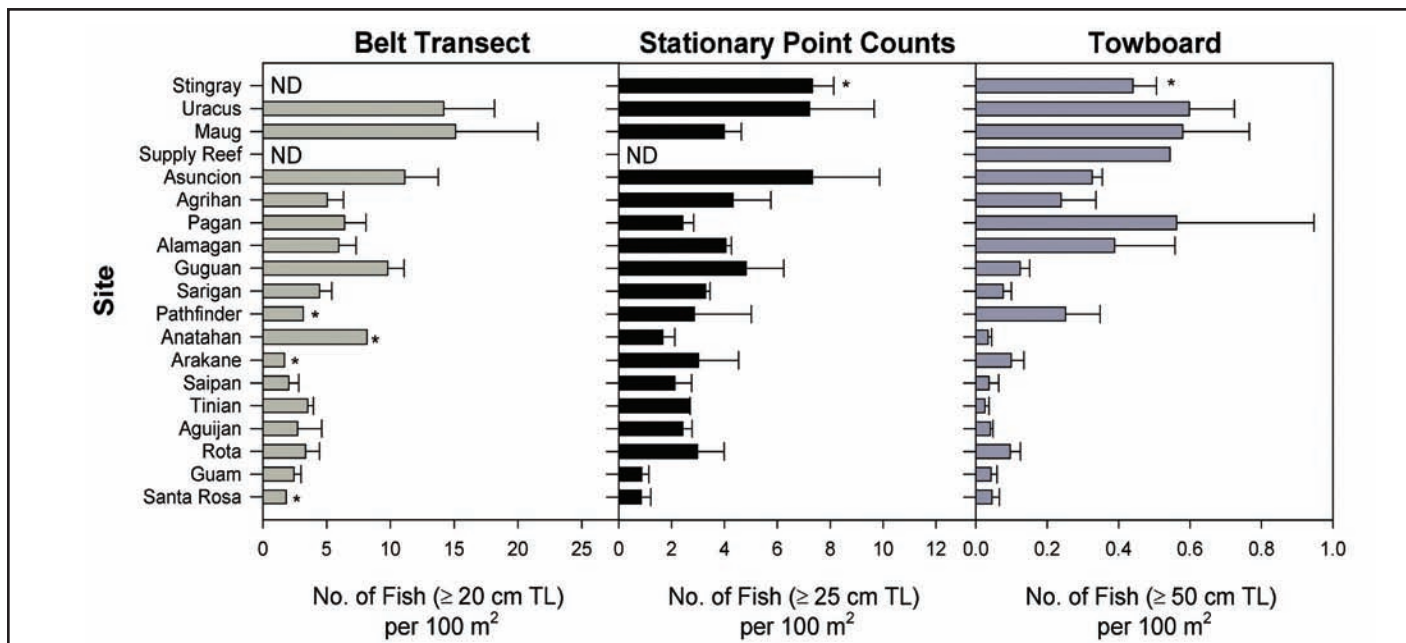 Belt Transect Stationary Point Counts Towboard
Site
Stingray ND * *
Uracus
Maug
Supply Reef ND ND
Asuncion
Agrihan
Pagan
Alamagan
Guguan
Sarigan
Pathfinder *
Anatahan *
Arakane *
Saipan
Tinian
Aguijan
Rota
Guam
Santa Rosa *
0 5 10 15 20 25 0 2 4 6 8 10 12 0.0 0.2 0.4 0.6 0.8 1.0
No. of Fish (≥ 20 cm TL) No. of Fish (≥ 25 cm TL) No. of Fish (≥ 50 cm TL)
per 100 m² per 100 m² per 100 m²